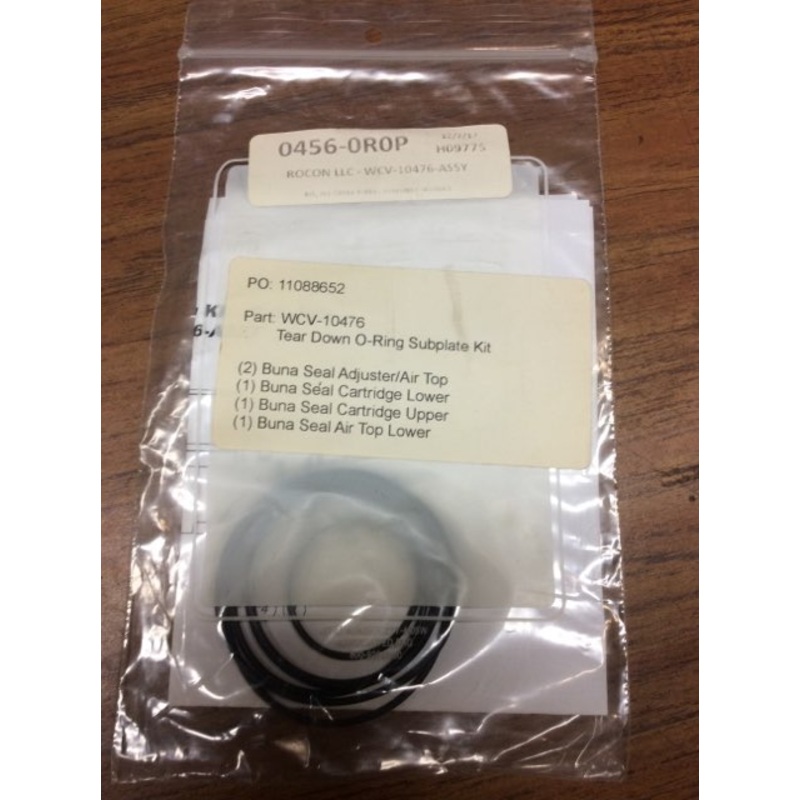 0456-0R0P
H09775
ROCON LLC - WCV-10476-ASSY
PO: 11088652
Part: WCV-10476
Tear Down O-Ring Subplate Kit
(2) Buna Seal Adjuster/Air Top
(1) Buna Seal Cartridge Lower
(1) Buna Seal Cartridge Upper
(1) Buna Seal Air Top Lower